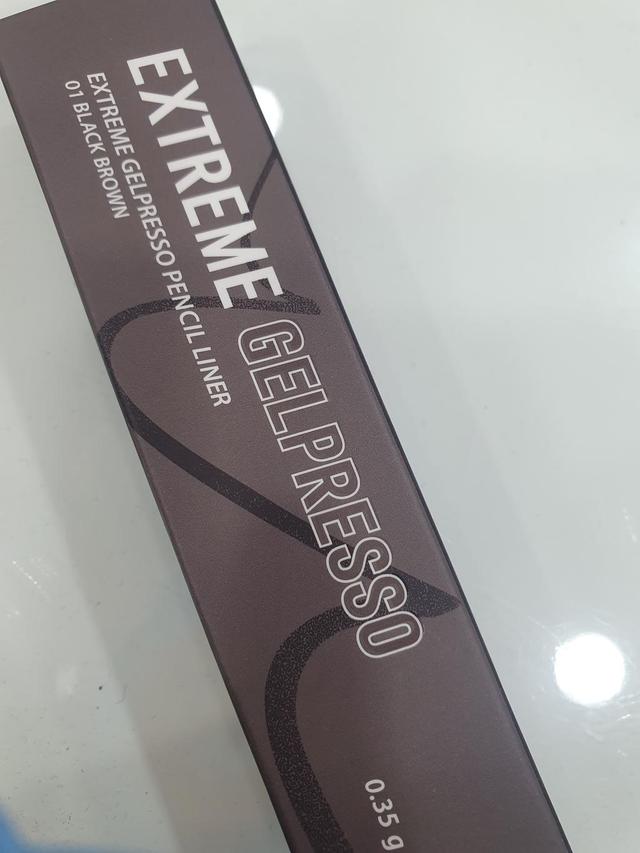 EXTREME GELPRESSO
EXTREME GELPRESSO PENCIL LINER
01 BLACK BROWN
0.35 g